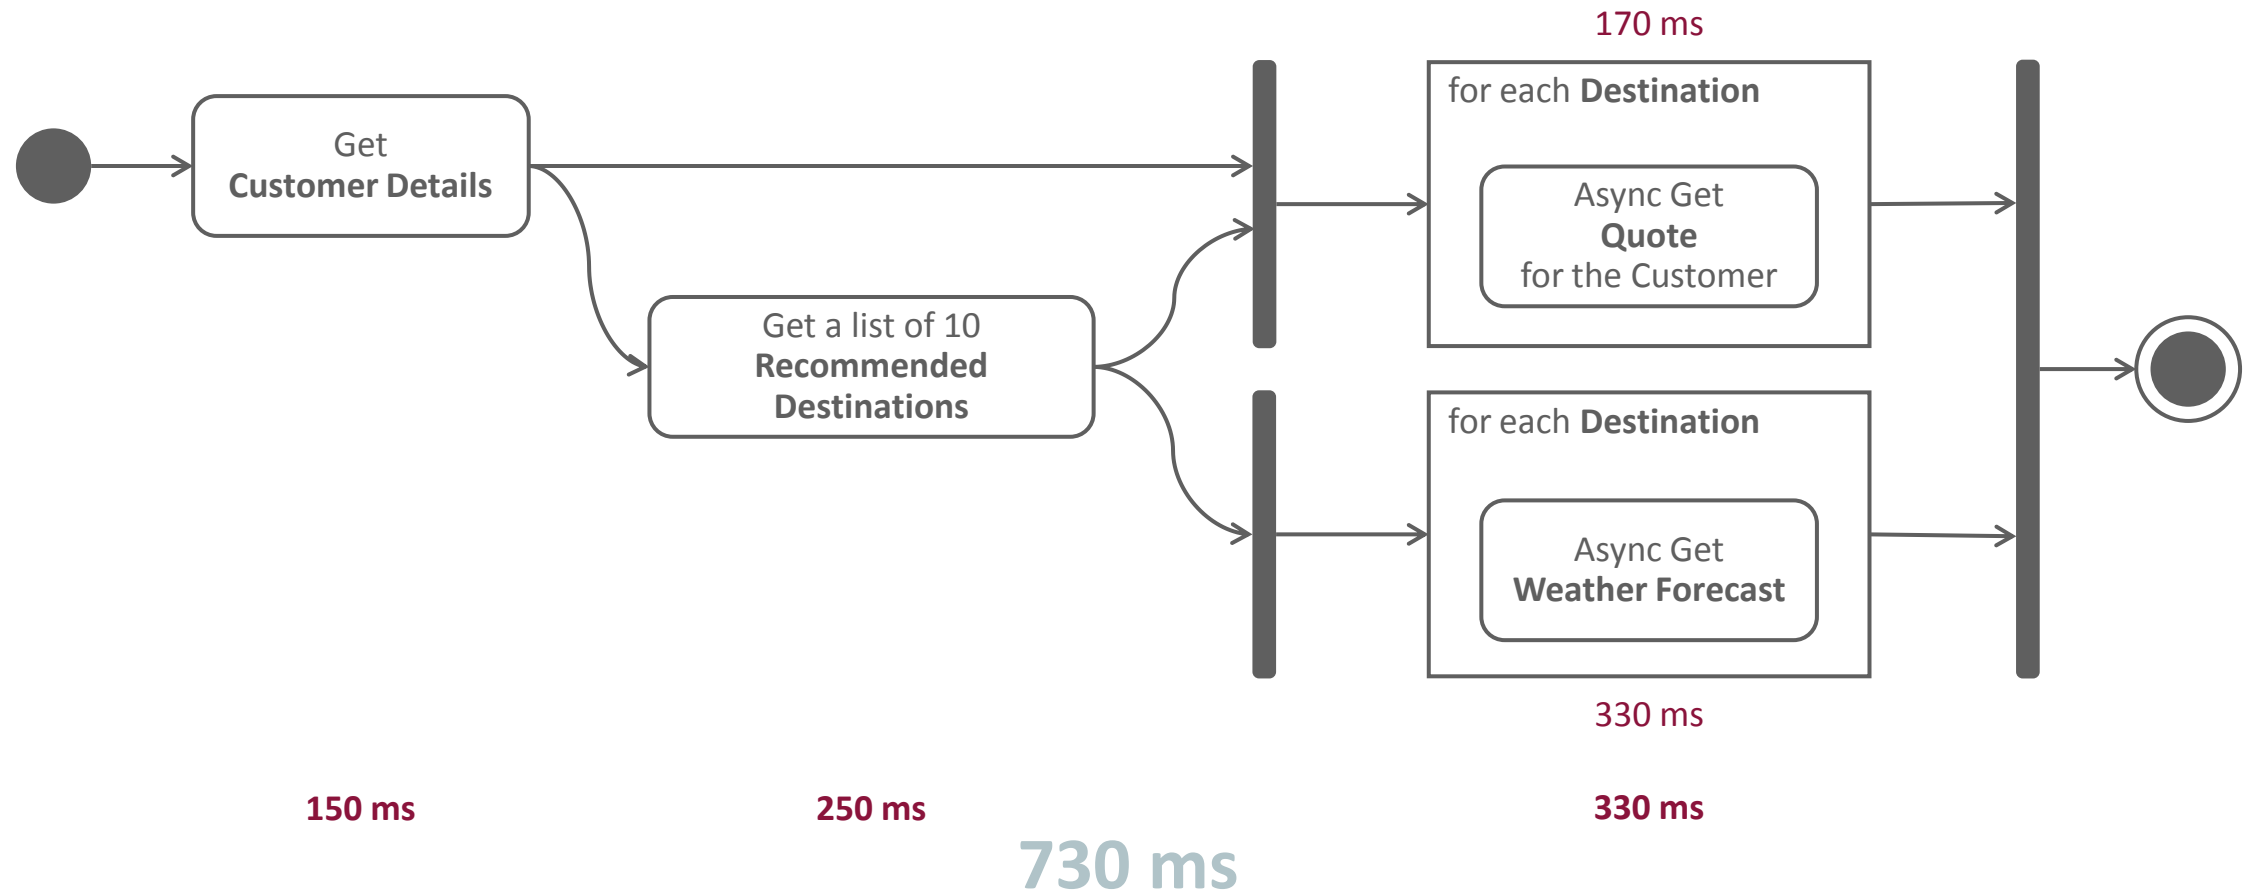 170 ms
for each Destination
Get
Customer Details
Async Get
Quote
for the Customer
Get a list of 10
Recommended
Destinations
for each Destination
Async Get
Weather Forecast
330 ms
150 ms
250 ms
330 ms
730 ms